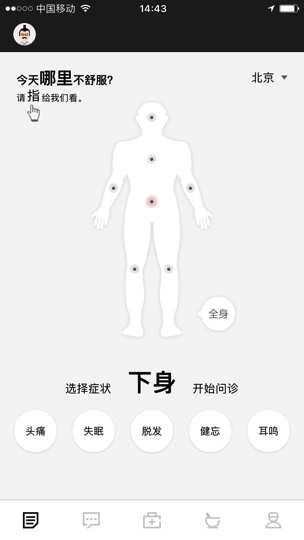 中国移动 14:43
今天哪里不舒服?
请指给我们看。
北京
全身
选择症状 下身 开始问诊
头痛 失眠 脱发 健忘 耳鸣